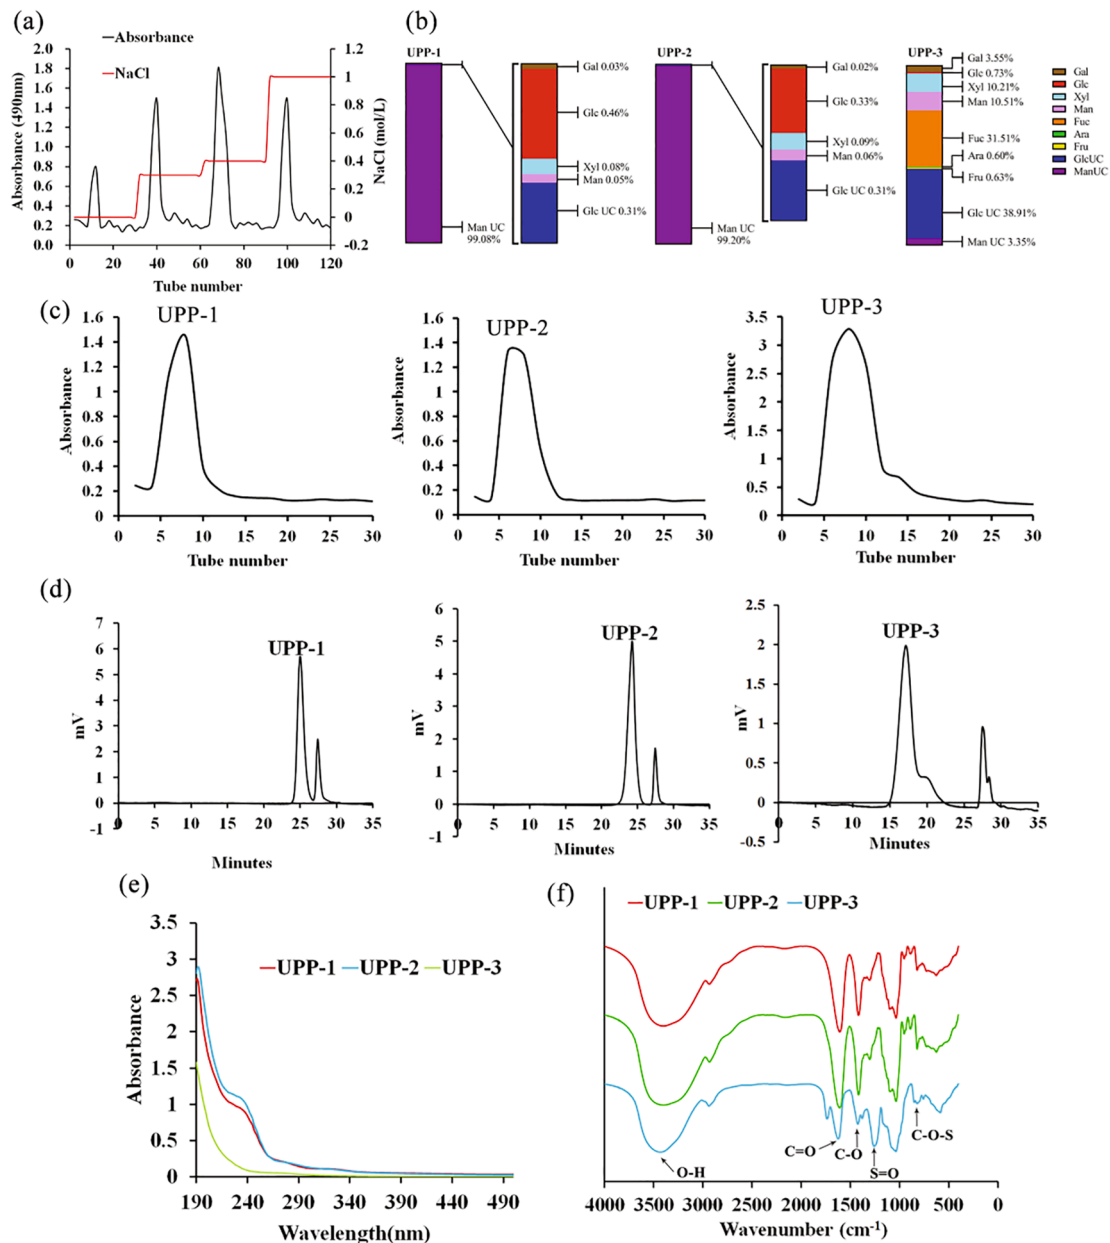 (a)
Absorbance
NaCl
2.0
1.8
1.6
1.4
1.2
1.0
0.8
0.6
0.4
0.2
0.0
Absorbance (490nm)
1.2
1
0.8
0.6
0.4
0.2
0
-0.2
NaCl (mol/L)
0 20 40 60 80 100 120
Tube number
(b)
UPP-1
Man UC
99.08%
Gal 0.03%
Glc 0.46%
Xyl 0.08%
Man 0.05%
Glc UC 0.31%
UPP-2
Man UC
99.20%
Gal 0.02%
Glc 0.33%
Xyl 0.09%
Man 0.06%
Glc UC 0.31%
UPP-3
Gal 3.55%
Glc 0.73%
Xyl 10.21%
Man 10.51%
Fuc 31.51%
Ara 0.60%
Fru 0.63%
Glc UC 38.91%
Man UC 3.35%
Gal
Glc
Xyl
Man
Fuc
Ara
Fru
GlcUC
ManUC
(c)
UPP-1
1.6
1.4
1.2
1
0.8
0.6
0.4
0.2
0
Absorbance
0 5 10 15 20 25 30
Tube number
UPP-2
1.6
1.4
1.2
1
0.8
0.6
0.4
0.2
0
Absorbance
0 5 10 15 20 25 30
Tube number
UPP-3
3.5
3
2.5
2
1.5
1
0.5
0
Absorbance
0 5 10 15 20 25 30
Tube number
(d)
UPP-1
7
6
5
4
3
2
1
0
-1
mV
0 5 10 15 20 25 30 35
Minutes
UPP-2
6
5
4
3
2
1
0
-1
mV
0 5 10 15 20 25 30 35
Minutes
UPP-3
2.5
2
1.5
1
0.5
0
-0.5
mV
0 5 10 15 20 25 30 35
Minutes
(e)
UPP-1 UPP-2 UPP-3
3.5
3
2.5
2
1.5
1
0.5
0
Absorbance
190 240 290 340 390 440 490
Wavelength(nm)
(f)
UPP-1 UPP-2 UPP-3
O-H
C=O
C-O
S=O
C-O-S
4000 3500 3000 2500 2000 1500 1000 500 0
Wavenumber (cm⁻¹)